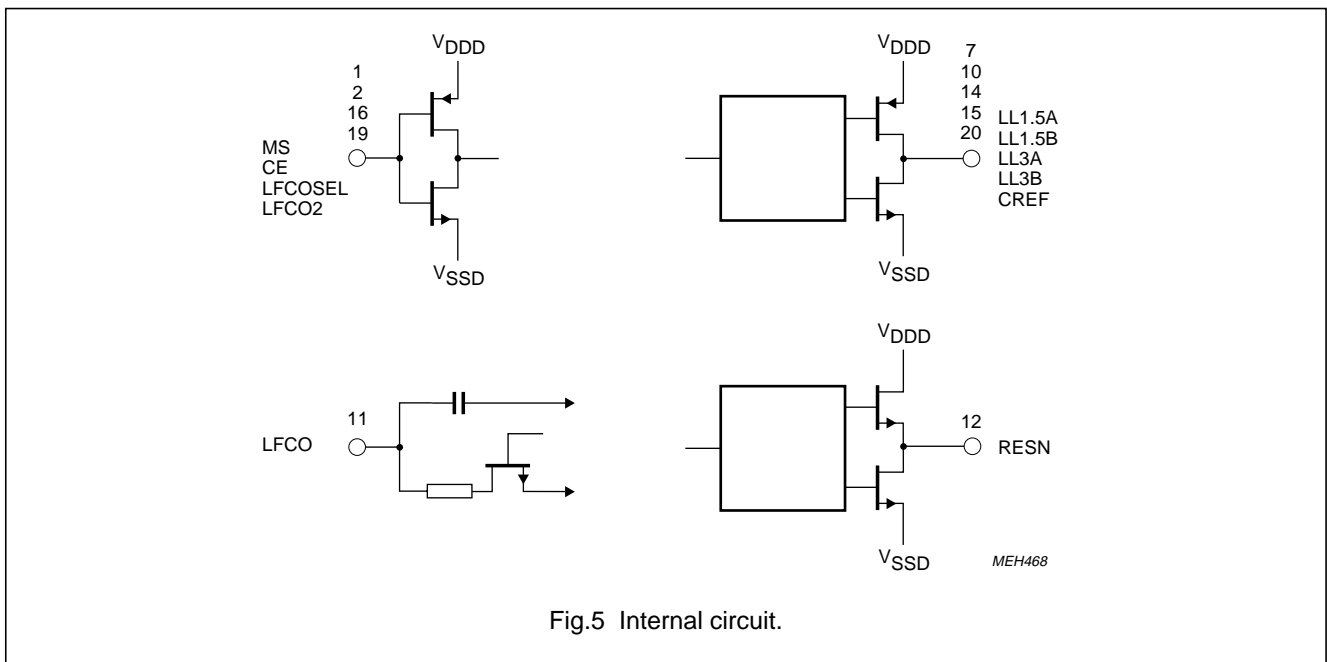 VDDD
1
2
16
19
MS
CE
LFCOSEL
LFCO2
VSSD
VDDD
7
10
14
15
20
LL1.5A
LL1.5B
LL3A
LL3B
CREF
VSSD
11
LFCO
VDDD
12
RESN
VSSD
MEH468
Fig.5 Internal circuit.